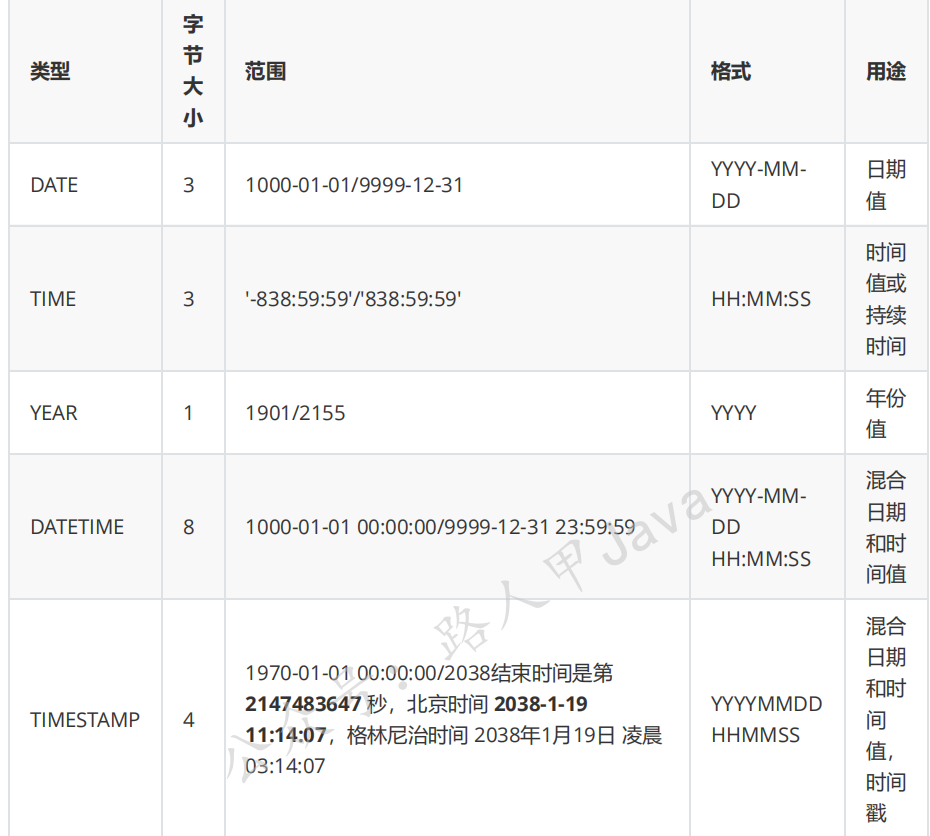 类型
字
节
大
小
范围
格式
用途
DATE
3
1000-01-01/9999-12-31
YYYY-MM-
DD
日期
值
TIME
3
'-838:59:59'/'838:59:59'
HH:MM:SS
时间
值或
持续
时间
YEAR
1
1901/2155
YYYY
年份
值
DATETIME
8
1000-01-01 00:00:00/9999-12-31 23:59:59
YYYY-MM-
DD
HH:MM:SS
混合
日期
和时
间值
TIMESTAMP
4
1970-01-01 00:00:00/2038结束时间是第
2147483647 秒，北京时间 2038-1-19
11:14:07，格林尼治时间 2038年1月19日 凌晨
03:14:07
YYYYMMDD
HHMMSS
混合
日期
和时
间
值，
时间
戳
公众号：路人甲Java